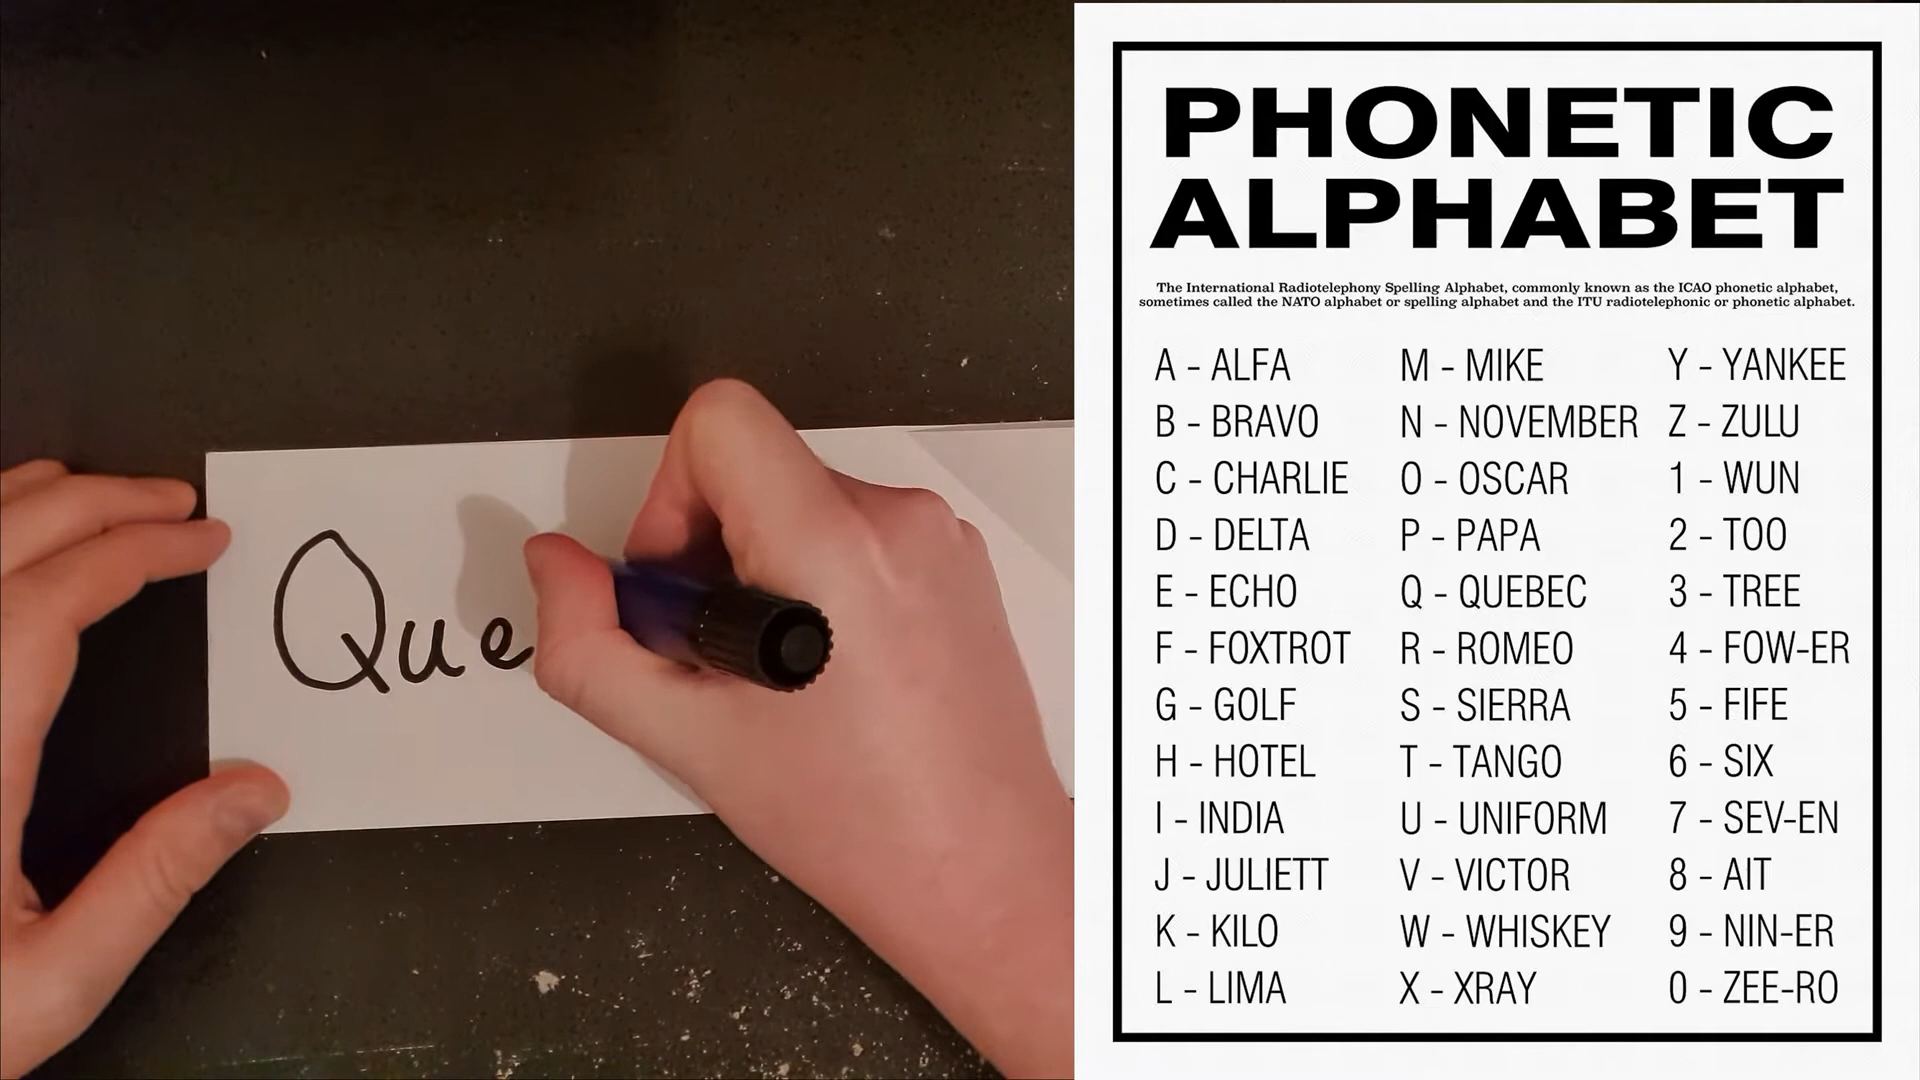 Que
PHONETIC
ALPHABET
The International Radiotelephony Spelling Alphabet, commonly known as the ICAO phonetic alphabet,
sometimes called the NATO alphabet or spelling alphabet and the ITU radiotelephonic or phonetic alphabet.
A - ALFA
B - BRAVO
C - CHARLIE
D - DELTA
E - ECHO
F - FOXTROT
G - GOLF
H - HOTEL
I - INDIA
J - JULIETT
K - KILO
L - LIMA
M - MIKE
N - NOVEMBER
O - OSCAR
P - PAPA
Q - QUEBEC
R - ROMEO
S - SIERRA
T - TANGO
U - UNIFORM
V - VICTOR
W - WHISKEY
X - XRAY
Y - YANKEE
Z - ZULU
1 - WUN
2 - TOO
3 - TREE
4 - FOW-ER
5 - FIFE
6 - SIX
7 - SEV-EN
8 - AIT
9 - NIN-ER
0 - ZEE-RO